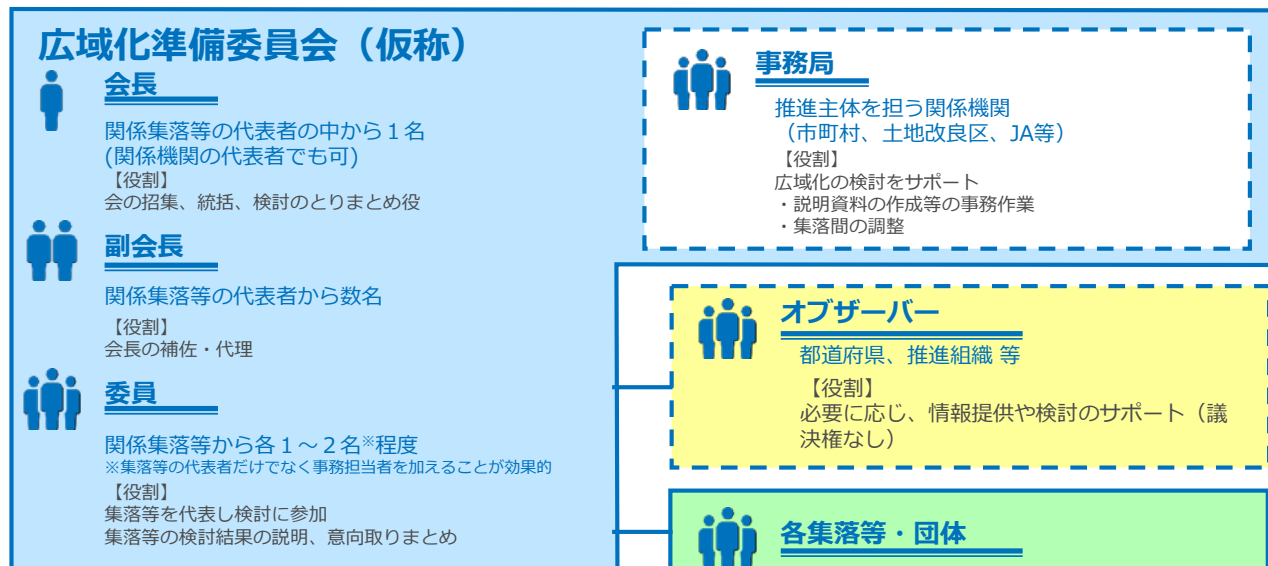 広域化準備委員会（仮称）
会長
関係集落等の代表者の中から１名
(関係機関の代表者でも可)
【役割】
会の招集、統括、検討のとりまとめ役
副会長
関係集落等の代表者から数名
【役割】
会長の補佐・代理
委員
関係集落等から各１～２名※程度
※集落等の代表者だけでなく事務担当者を加えることが効果的
【役割】
集落等を代表し検討に参加
集落等の検討結果の説明、意向取りまとめ
事務局
推進主体を担う関係機関
（市町村、土地改良区、JA等）
【役割】
広域化の検討をサポート
・説明資料の作成等の事務作業
・集落間の調整
オブザーバー
都道府県、推進組織 等
【役割】
必要に応じ、情報提供や検討のサポート（議
決権なし）
各集落等・団体